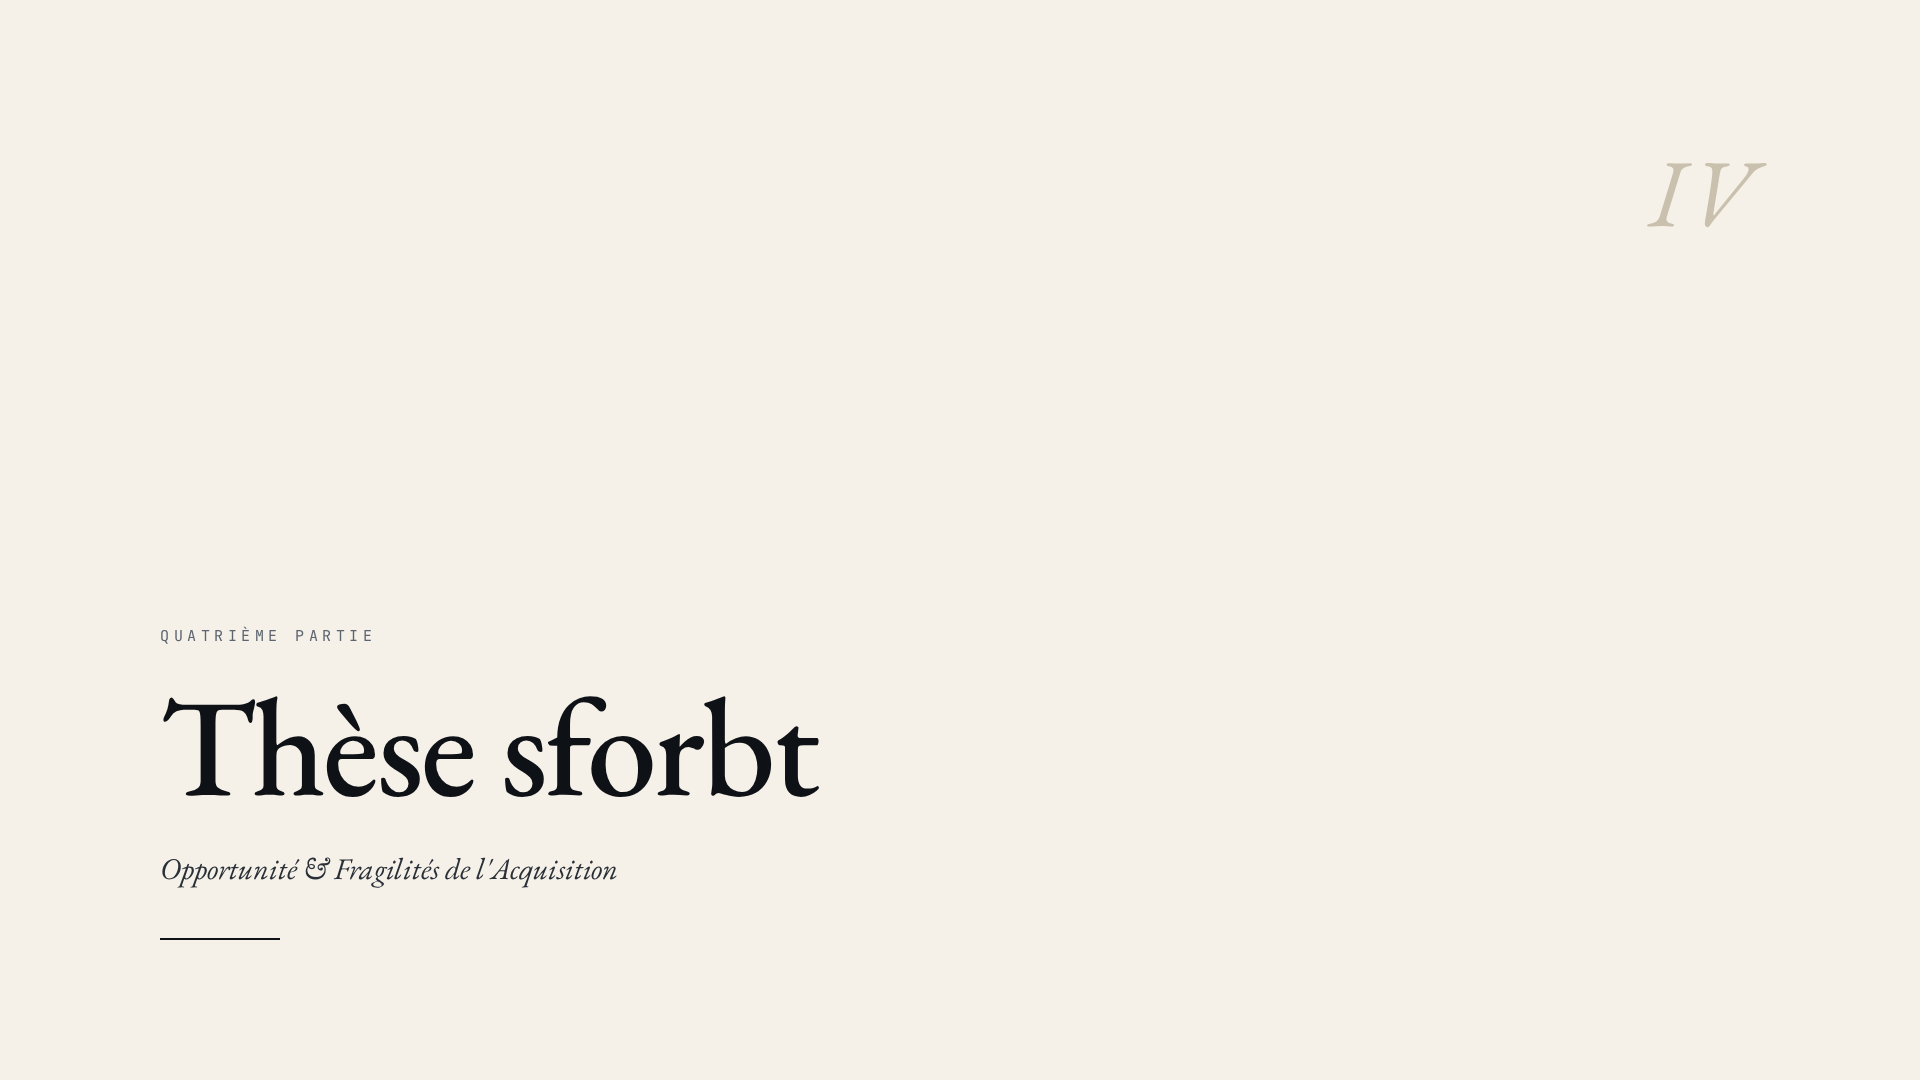 IV
QUATRIÈME PARTIE
Thèse sforbt
Opportunité & Fragilités de l'Acquisition